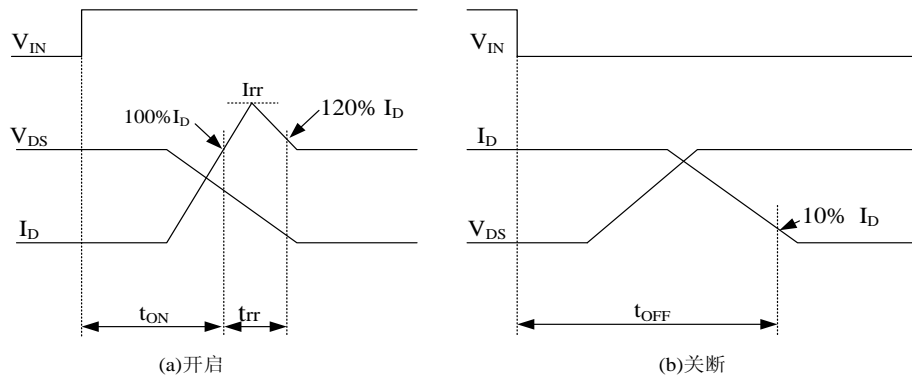 V_IN
Irr
100% I_D
120% I_D
V_DS
I_D
t_ON
trr
(a)开启
V_IN
I_D
V_DS
10% I_D
t_OFF
(b)关断